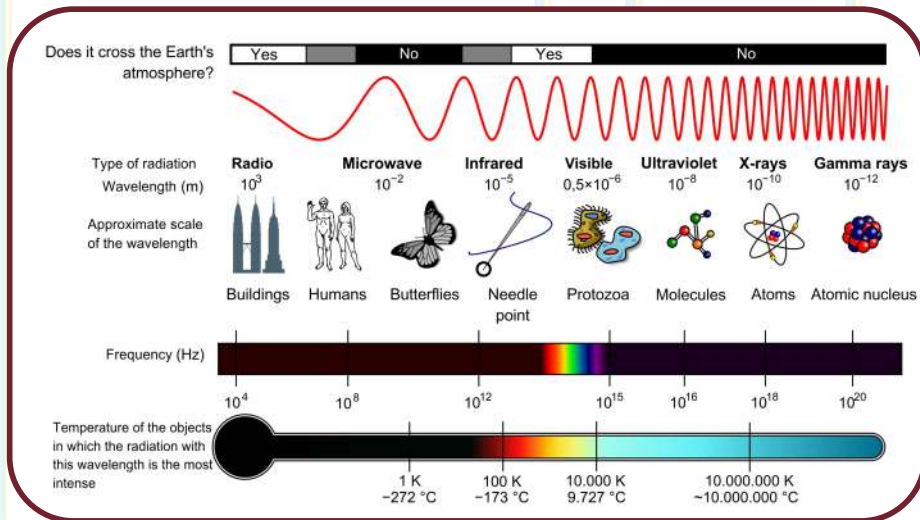 Does it cross the Earth's
atmosphere?
Yes No Yes No
Type of radiation
Radio Microwave Infrared Visible Ultraviolet X-rays Gamma rays
Wavelength (m)
10³ 10⁻² 10⁻⁵ 0,5×10⁻⁶ 10⁻⁸ 10⁻¹⁰ 10⁻¹²
Approximate scale
of the wavelength
Buildings Humans Butterflies Needle Protozoa Molecules Atoms Atomic nucleus
point
Frequency (Hz)
10⁴ 10⁸ 10¹² 10¹⁵ 10¹⁶ 10¹⁸ 10²⁰
Temperature of the objects
in which the radiation with
this wavelength is the most
intense
1 K 100 K 10.000 K 10.000.000 K
−272 °C −173 °C 9.727 °C ~10.000.000 °C